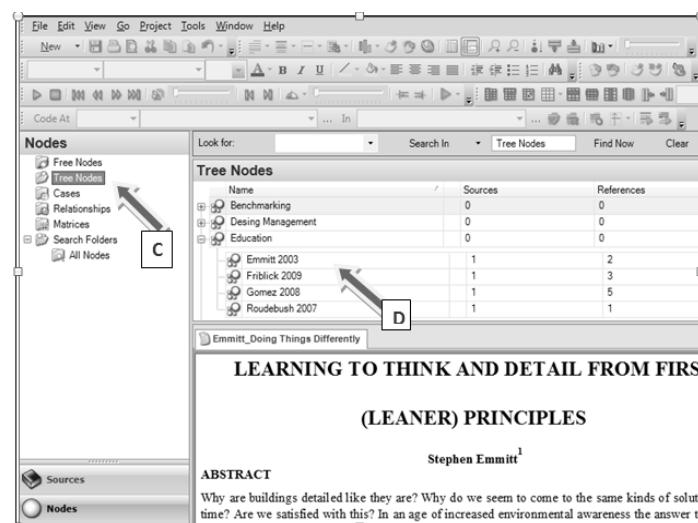 File Edit View Go Project Tools Window Help
New
A B I U
Code At ... In
Nodes
Free Nodes
Tree Nodes
Cases
Relationships
Matrices
Search Folders
All Nodes
C
Sources
Nodes
Look for: Search In Tree Nodes Find Now Clear
Tree Nodes
Name / Sources References
Benchmarking 0 0
Desing Management 0 0
Education 0 0
Emmitt 2003 1 2
Friblick 2009 1 3
Gomez 2008 1 5
Roudebush 2007 1 1
D
Emmitt_Doing Things Differently
LEARNING TO THINK AND DETAIL FROM FIRS
(LEANER) PRINCIPLES
Stephen Emmitt1
ABSTRACT
Why are buildings detailed like they are? Why do we seem to come to the same kinds of solut
time? Are we satisfied with this? In an age of increased environmental awareness the answer t